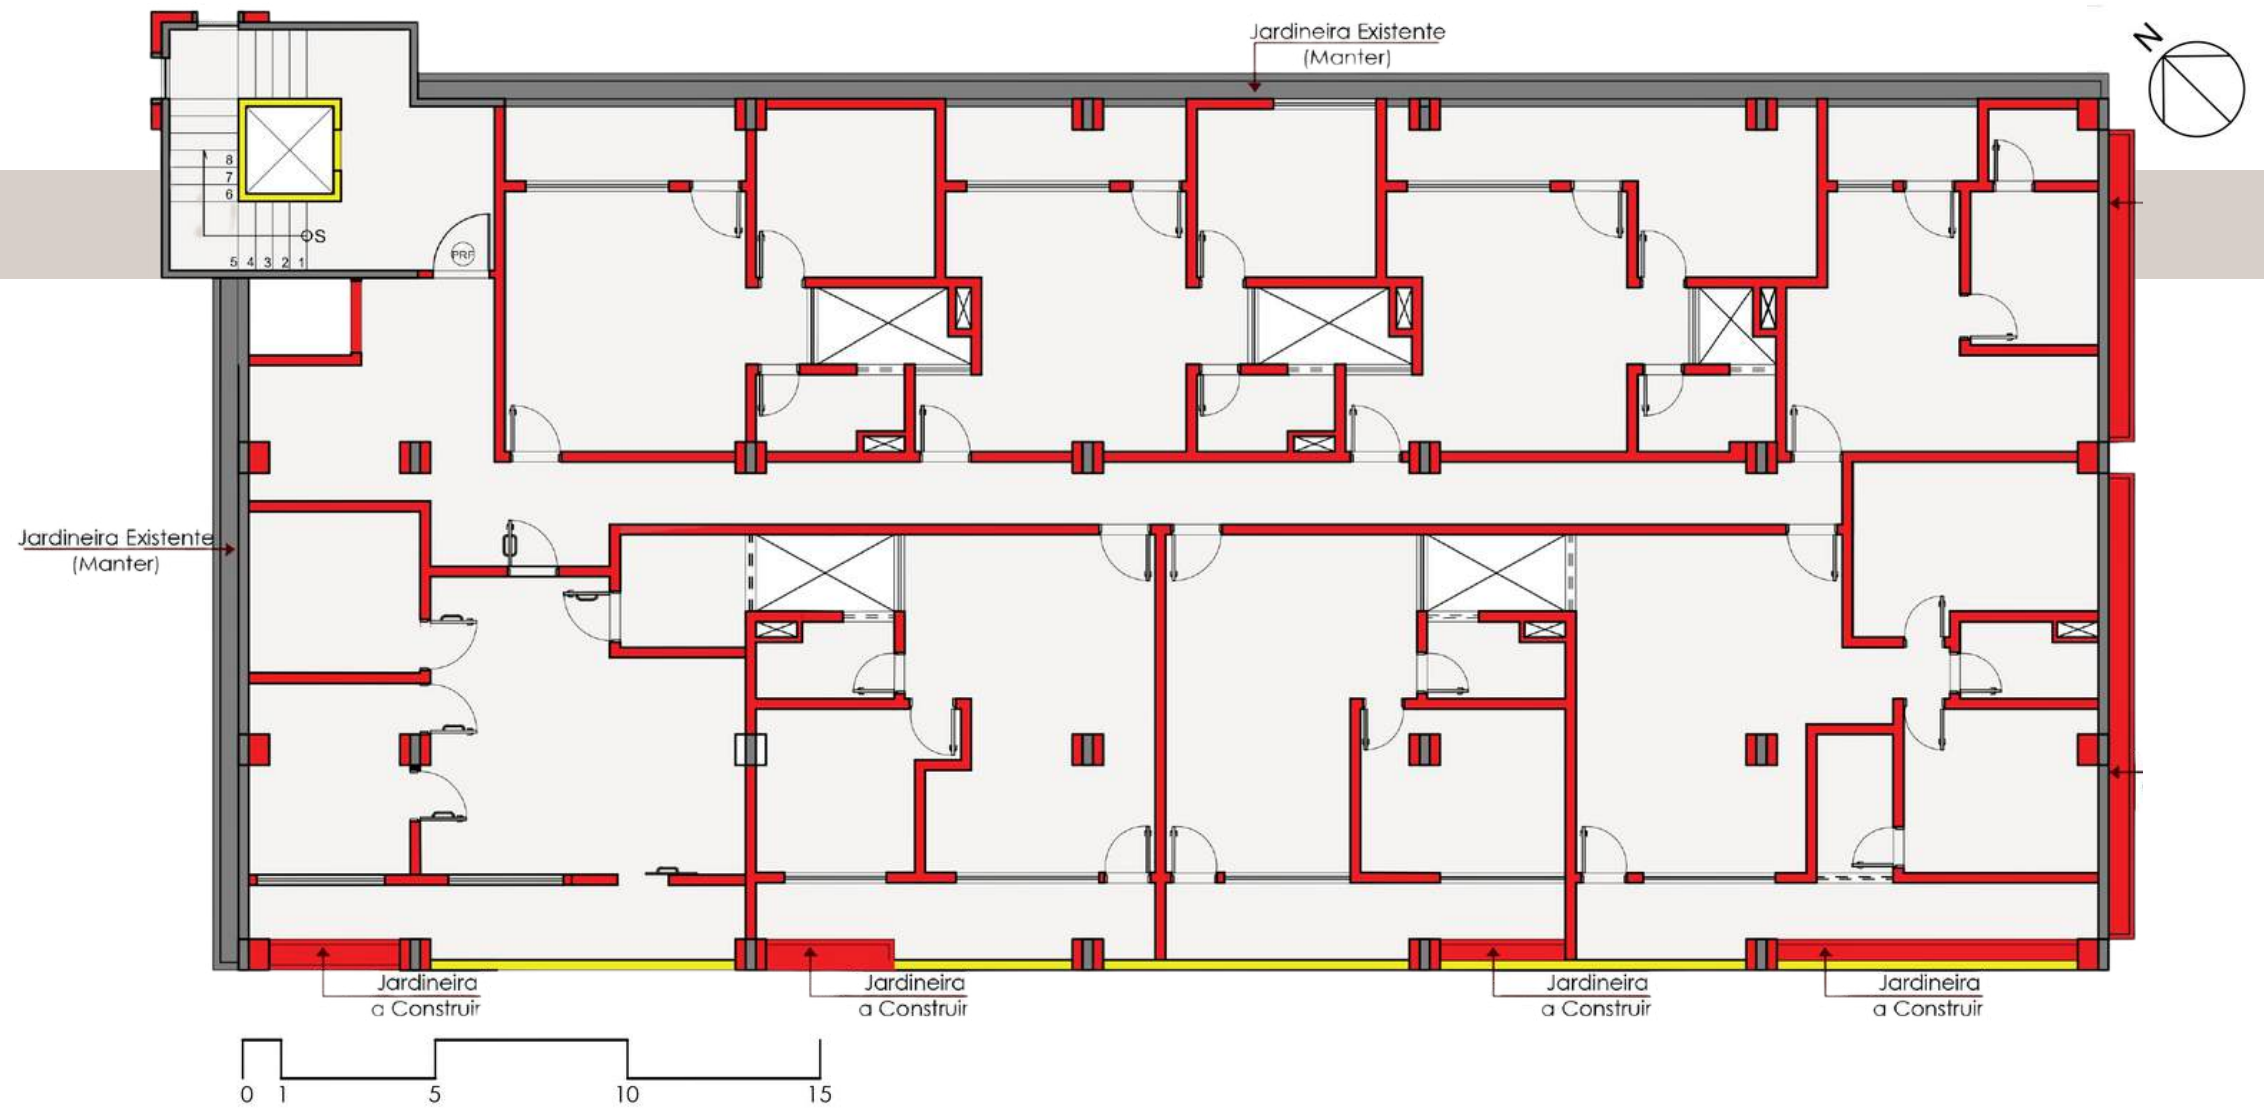 Jardineira Existente
(Manter)
N
8
7
6
S
5 4 3 2 1
PRF
Jardineira Existente
(Manter)
Jardineira
a Construir
Jardineira
a Construir
Jardineira
a Construir
Jardineira
a Construir
0 1 5 10 15